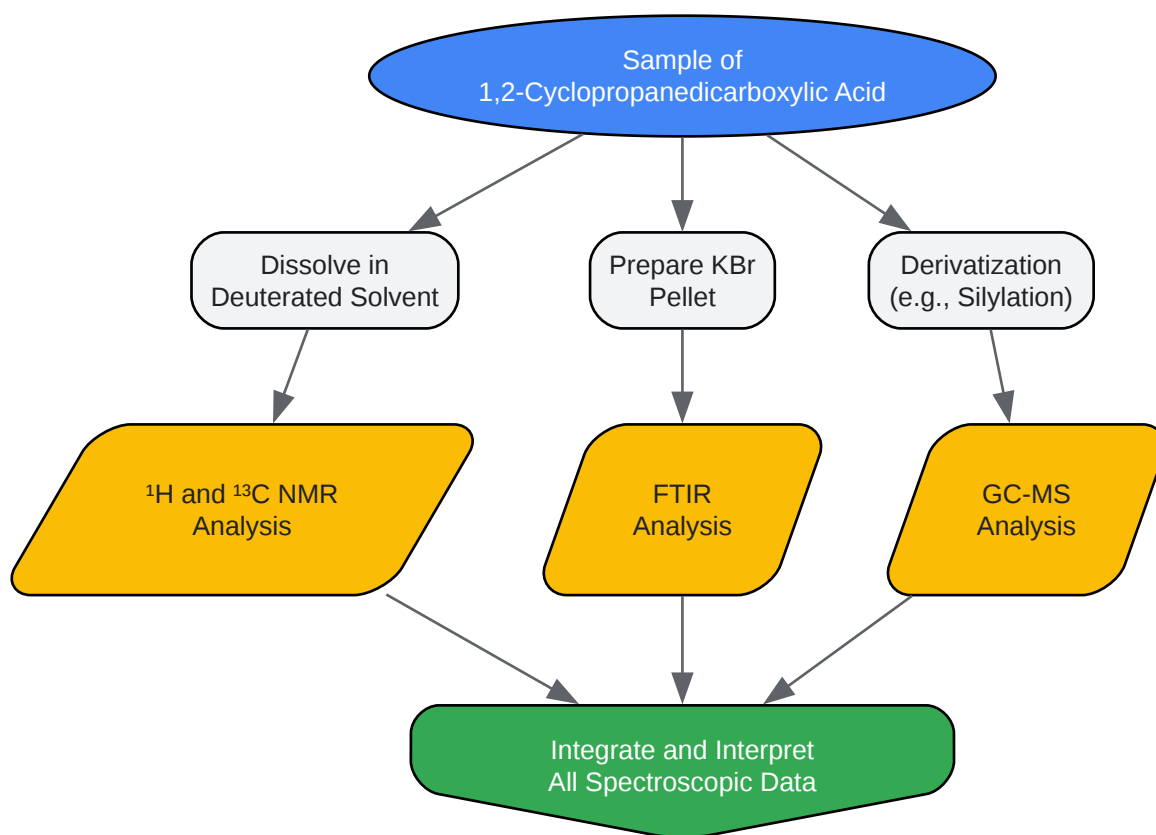 Sample of
1,2-Cyclopropanedicarboxylic Acid
Dissolve in
Deuterated Solvent
Prepare KBr
Pellet
Derivatization
(e.g., Silylation)
¹H and ¹³C NMR
Analysis
FTIR
Analysis
GC-MS
Analysis
Integrate and Interpret
All Spectroscopic Data